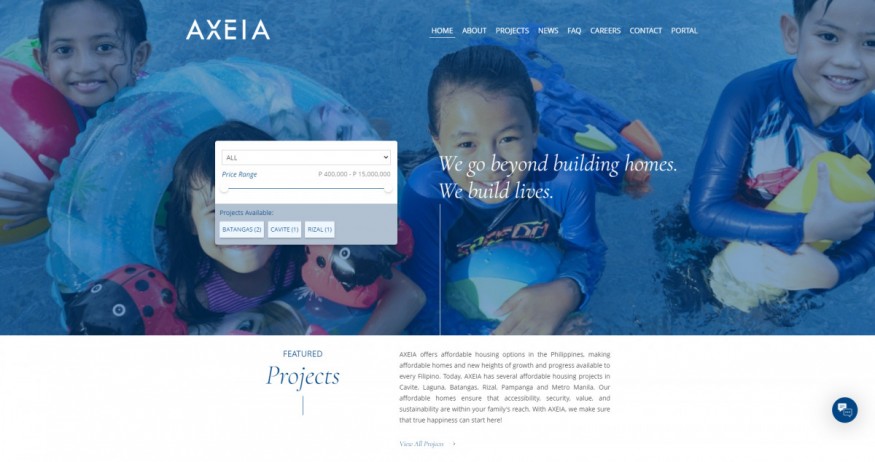 AXEIA
HOME ABOUT PROJECTS NEWS FAQ CAREERS CONTACT PORTAL
ALL
Price Range P 400,000 - P 15,000,000
Projects Available:
BATANGAS (2) CAVITE (1) RIZAL (1)
We go beyond building homes.
We build lives.
FEATURED
Projects
AXEIA offers affordable housing options in the Philippines, making
affordable homes and new heights of growth and progress available to
every Filipino. Today, AXEIA has several affordable housing projects in
Cavite, Laguna, Batangas, Rizal, Pampanga and Metro Manila. Our
affordable homes ensure that accessibility, security, value, and
sustainability are within your family's reach. With AXEIA, we make sure
that true happiness can start here!
View All Projects